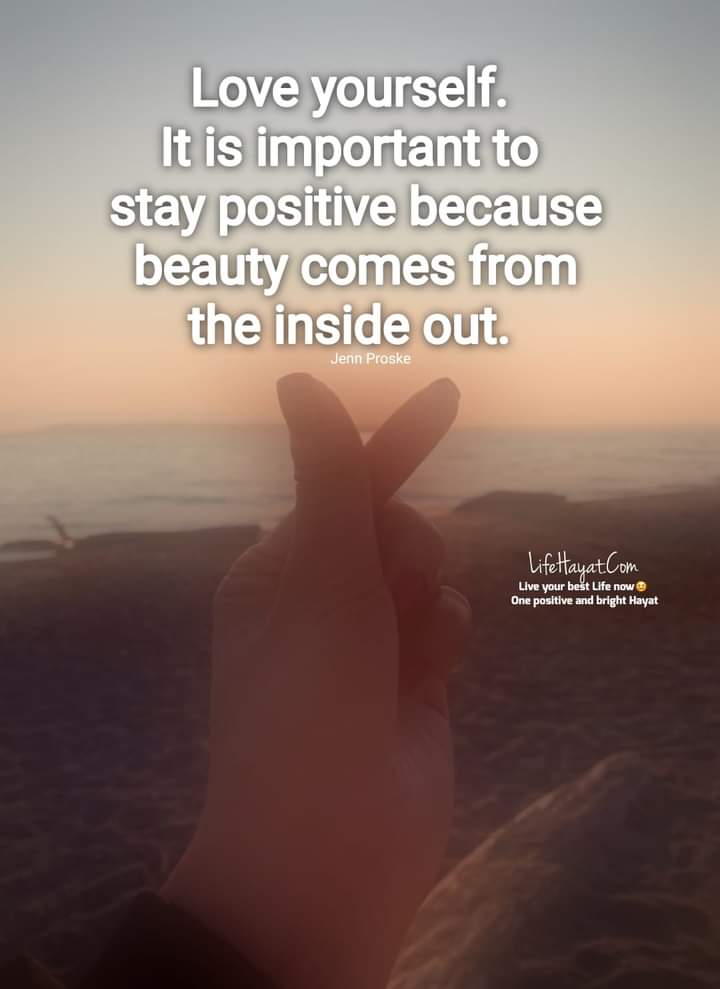 Love yourself.
It is important to
stay positive because
beauty comes from
the inside out.
Jenn Proske
LifeHayat.Com
Live your best Life now😃
One positive and bright Hayat